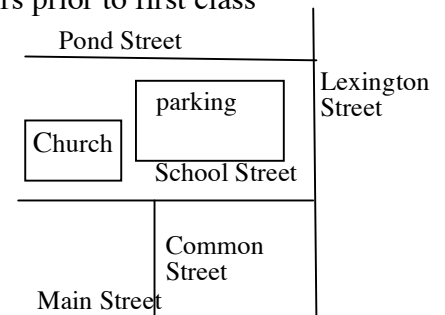 rs prior to first class
Pond Street
Lexington
Street
parking
Church
School Street
Common
Street
Main Street